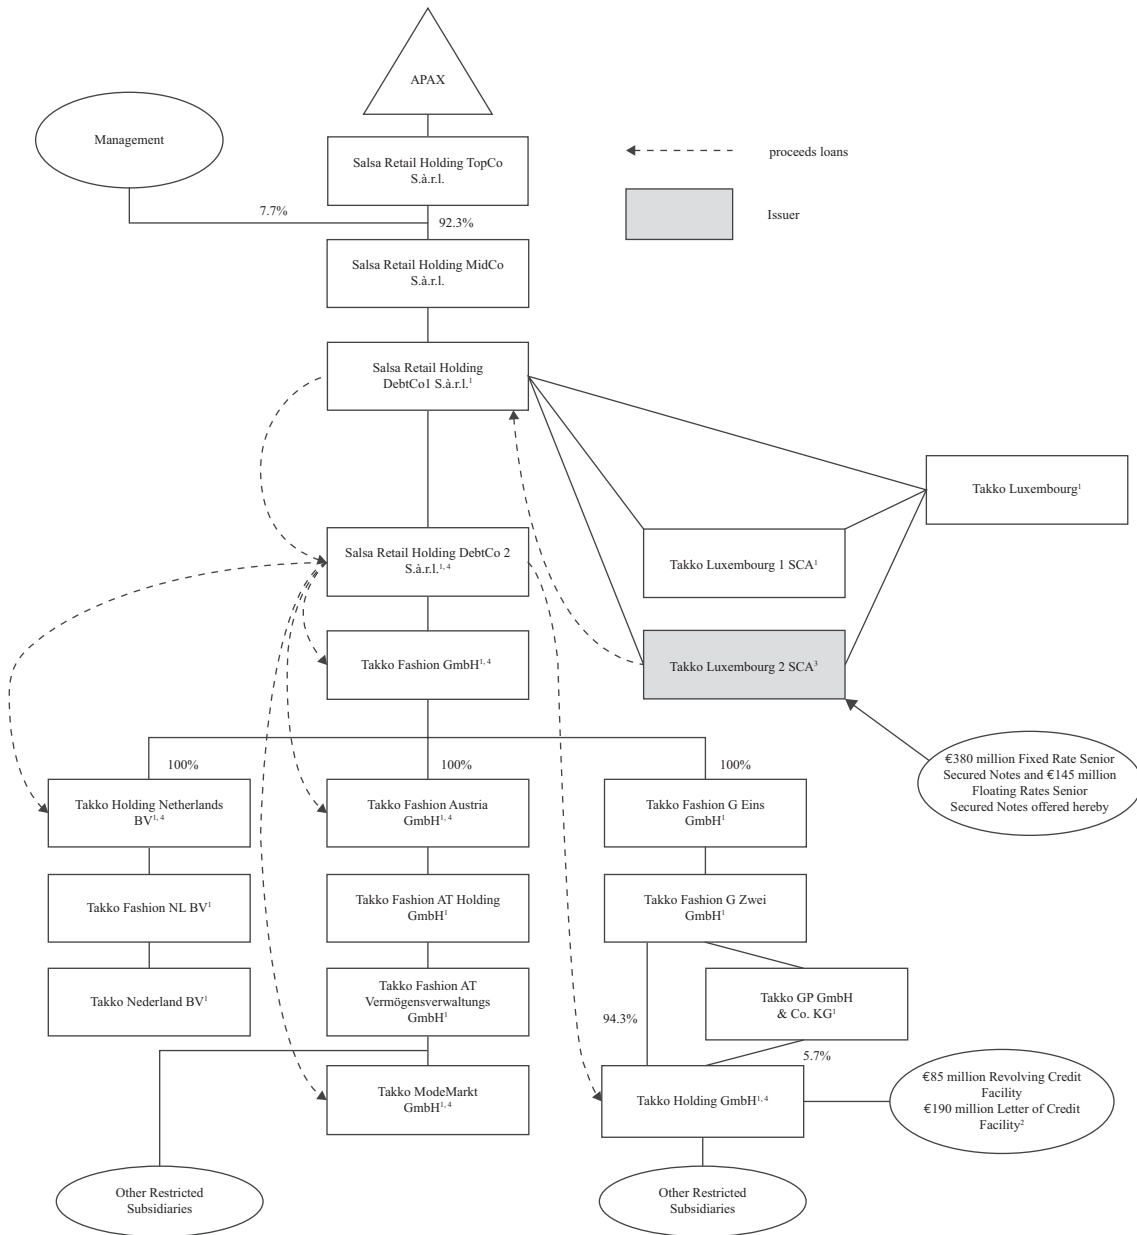 APAX
Management
Salsa Retail Holding TopCo
S.à.r.l.
proceeds loans
7.7%
92.3%
Issuer
Salsa Retail Holding MidCo
S.à.r.l.
Salsa Retail Holding
DebtCo1 S.à.r.l.¹
Takko Luxembourg¹
Salsa Retail Holding DebtCo 2
S.à.r.l.¹, ⁴
Takko Luxembourg 1 SCA¹
Takko Fashion GmbH¹, ⁴
Takko Luxembourg 2 SCA³
€380 million Fixed Rate Senior
Secured Notes and €145 million
Floating Rates Senior
Secured Notes offered hereby
100%
100%
100%
Takko Holding Netherlands
BV¹, ⁴
Takko Fashion Austria
GmbH¹, ⁴
Takko Fashion G Eins
GmbH¹
Takko Fashion NL BV¹
Takko Fashion AT Holding
GmbH¹
Takko Fashion G Zwei
GmbH¹
Takko Nederland BV¹
Takko Fashion AT
Vermögensverwaltungs
GmbH¹
Takko GP GmbH
& Co. KG¹
94.3%
5.7%
Takko ModeMarkt
GmbH¹, ⁴
Takko Holding GmbH¹, ⁴
€85 million Revolving Credit
Facility
€190 million Letter of Credit
Facility²
Other Restricted
Subsidiaries
Other Restricted
Subsidiaries